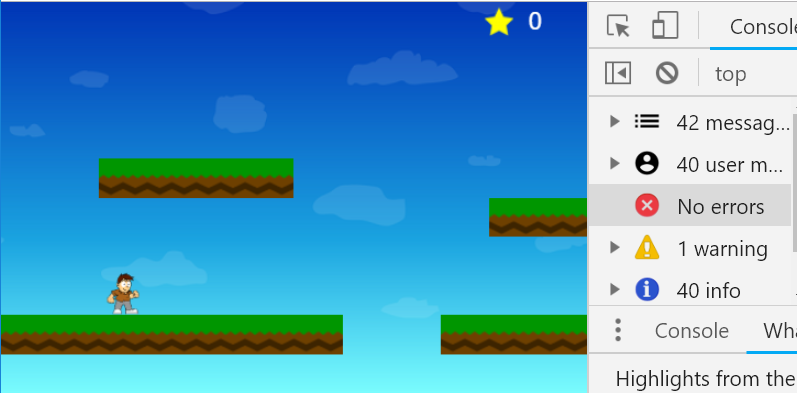 0
Console
top
42 messag...
40 user m...
No errors
1 warning
40 info
Console
Wha
Highlights from the